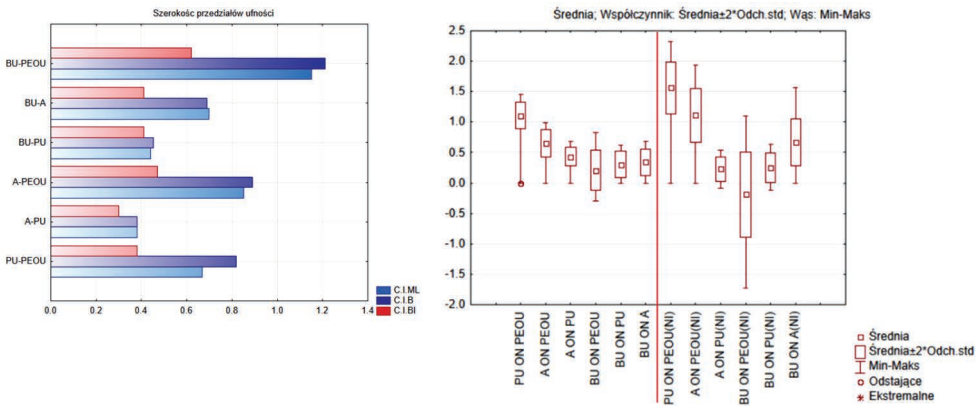 Szerokośc przedziałów ufności
BU-PEOU
BU-A
BU-PU
A-PEOU
A-PU
PU-PEOU
0.0 0.2 0.4 0.6 0.8 1.0 1.2 1.4
C.I.ML
C.I.B
C.I.BI
Średnia; Współczynnik: Średnia±2*Odch.std; Wąs: Min-Maks
2.5
2.0
1.5
1.0
0.5
0.0
-0.5
-1.0
-1.5
-2.0
PU ON PEOU
A ON PEOU
A ON PU
BU ON PEOU
BU ON PU
BU ON A
PU ON PEOU(NI)
A ON PEOU(NI)
A ON PU(NI)
BU ON PEOU(NI)
BU ON PU(NI)
BU ON A(NI)
Średnia
Średnia±2*Odch.std
Min-Maks
Odstające
Ekstremalne